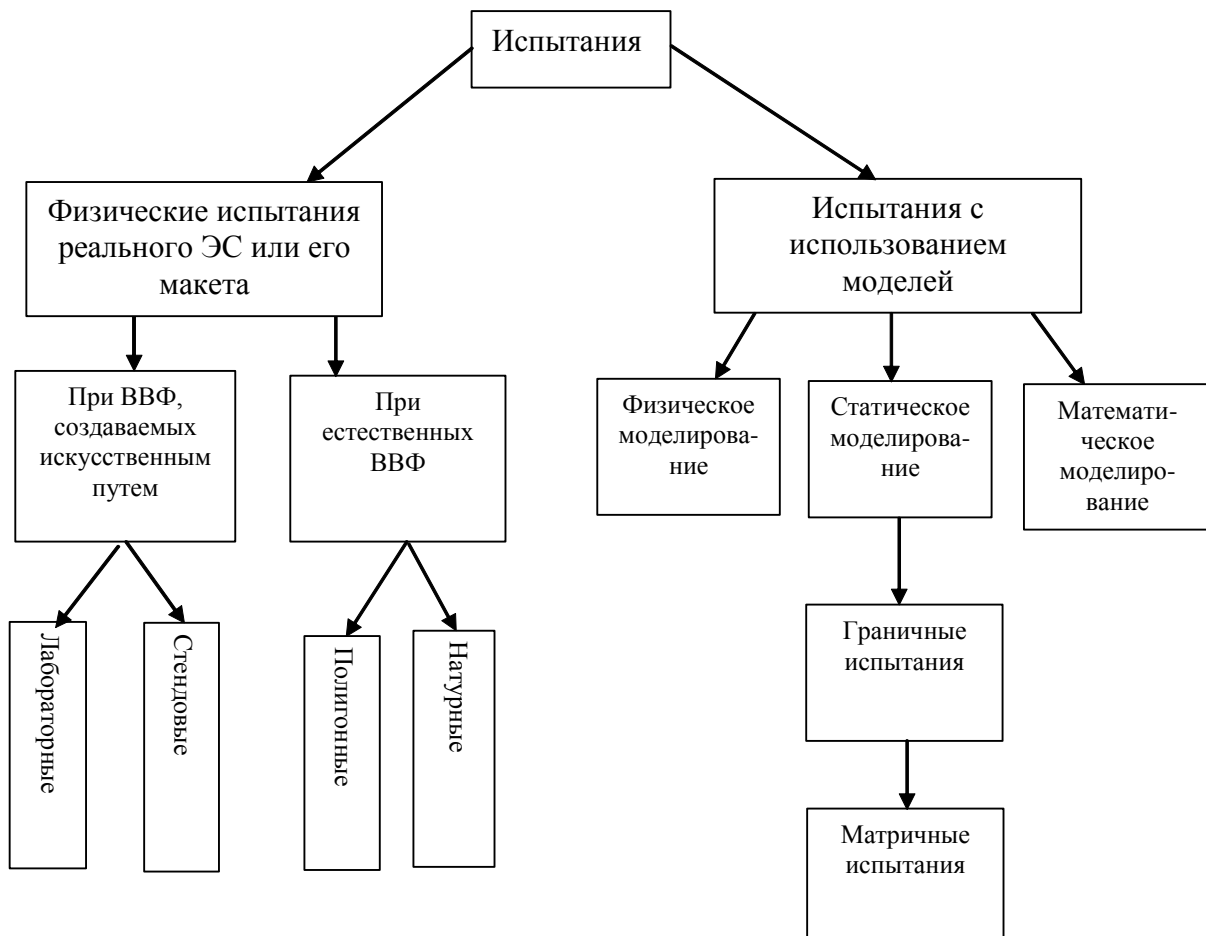 Испытания
Физические испытания
реального ЭС или его
макета
Испытания с
использованием
моделей
При ВВФ,
создаваемых
искусственным
путем
При
естественных
ВВФ
Физическое
моделирова-
ние
Статическое
моделирова-
ние
Математи-
ческое
моделиро-
вание
Лабораторные
Стендовые
Полигонные
Натурные
Граничные
испытания
Матричные
испытания